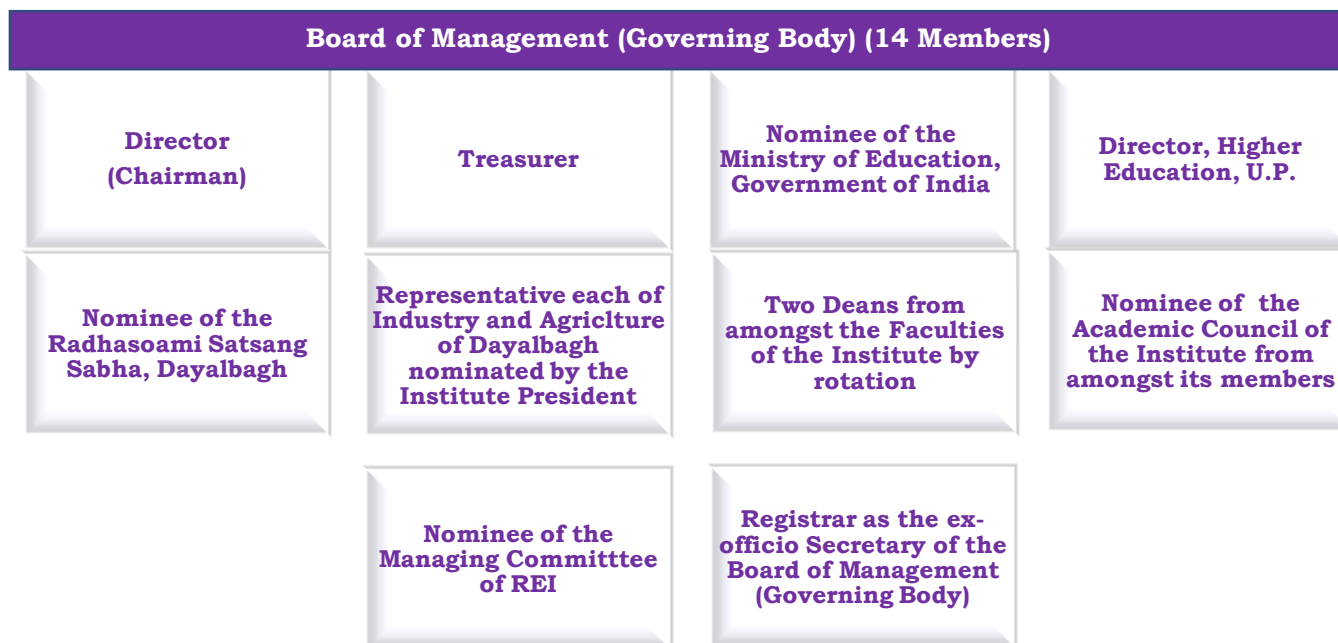 Board of Management (Governing Body) (14 Members)
Director
(Chairman)
Treasurer
Nominee of the
Ministry of Education,
Government of India
Director, Higher
Education, U.P.
Nominee of the
Radhasoami Satsang
Sabha, Dayalbagh
Representative each of
Industry and Agriclture
of Dayalbagh
nominated by the
Institute President
Two Deans from
amongst the Faculties
of the Institute by
rotation
Nominee of the
Academic Council of
the Institute from
amongst its members
Nominee of the
Managing Committtee
of REI
Registrar as the ex-
officio Secretary of the
Board of Management
(Governing Body)